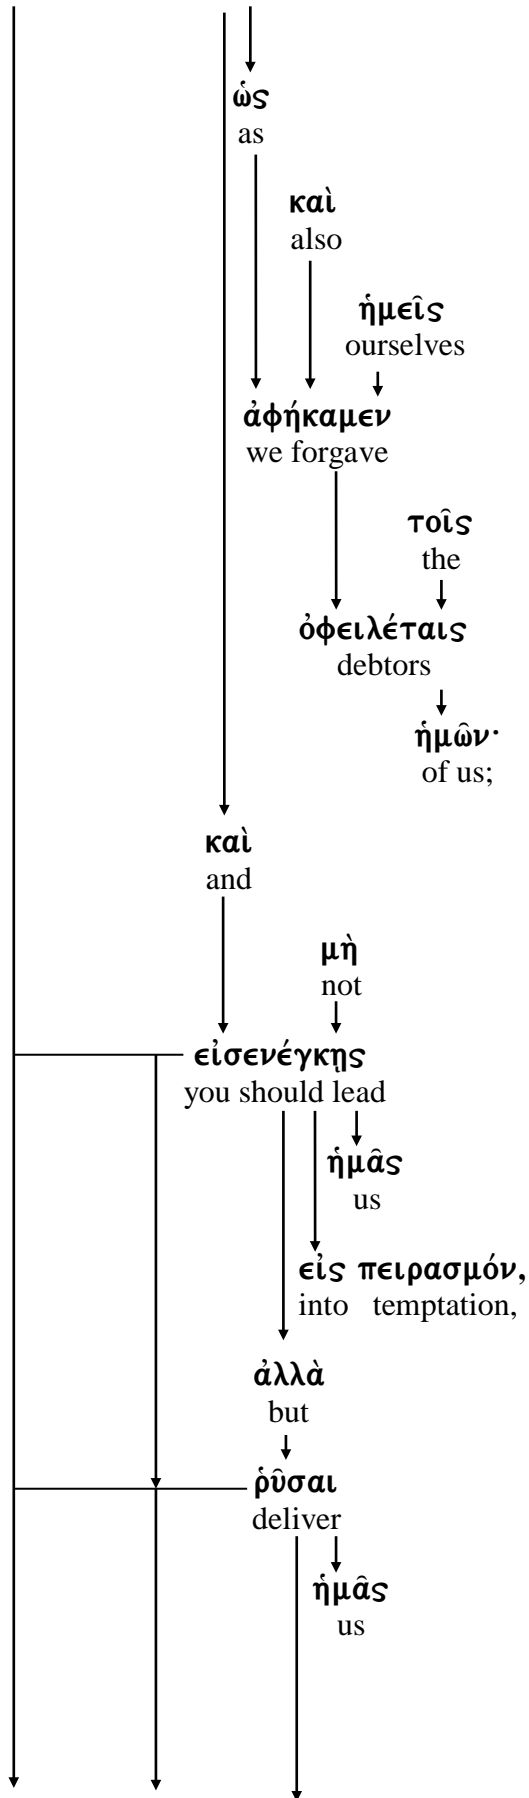 ὡς
as
καὶ
also
ἡμεῖς
ourselves
ἀφήκαμεν
we forgave
τοῖς
the
ὀφειλέταις
debtors
ἡμῶν·
of us;
καὶ
and
μὴ
not
εἰσενέγκῃς
you should lead
ἡμᾶς
us
εἰς πειρασμόν,
into temptation,
ἀλλὰ
but
ῥῦσαι
deliver
ἡμᾶς
us